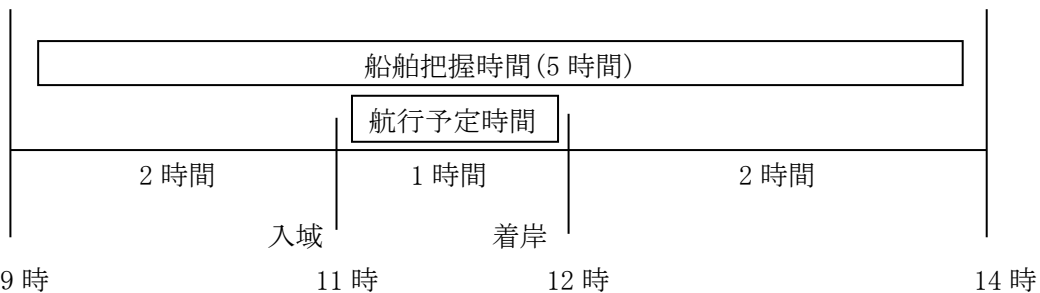 船舶把握時間(5 時間)
航行予定時間
2 時間 1 時間 2 時間
入域 着岸
9 時 11 時 12 時 14 時